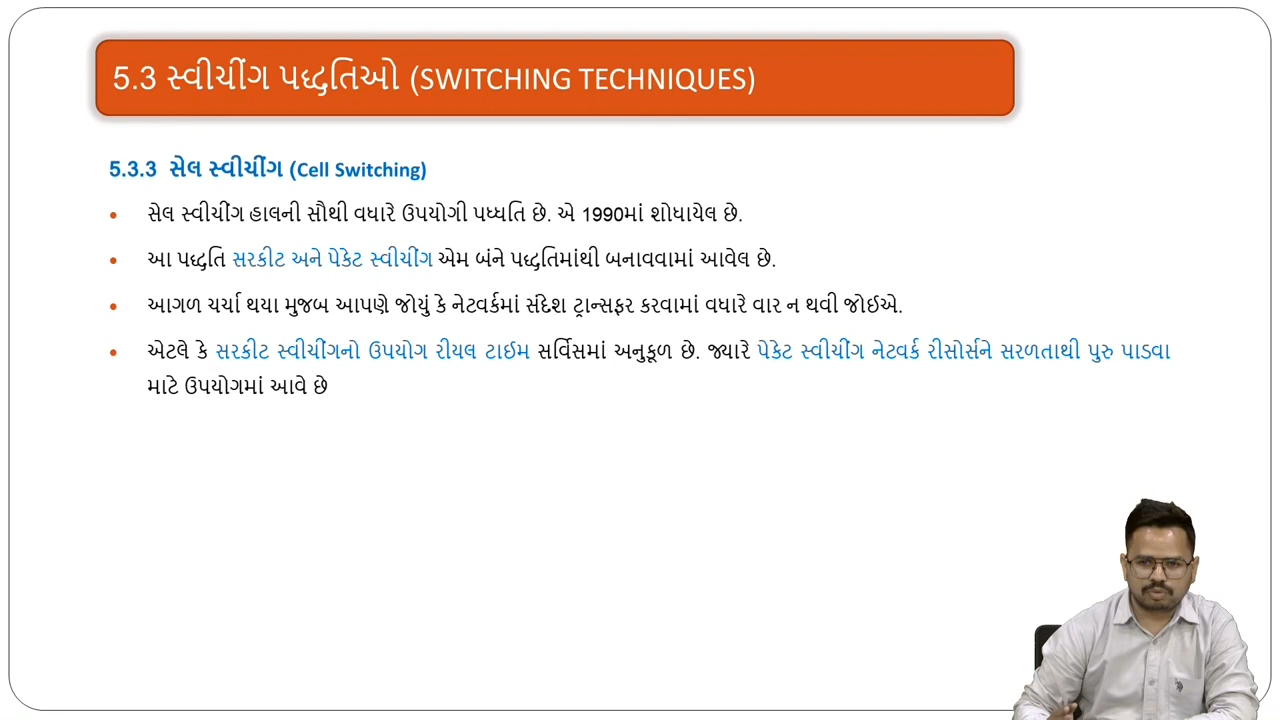 5.3 સ્વીચીંગ પદ્ધતિઓ (SWITCHING TECHNIQUES)
5.3.3 સેલ સ્વીચીંગ (Cell Switching)
• સેલ સ્વીચીંગ હાલની સૌથી વધારે ઉપયોગી પધ્ધતિ છે. એ 1990માં શોધાયેલ છે.
• આ પદ્ધતિ સરકીટ અને પેકેટ સ્વીચીંગ એમ બંને પદ્ધતિમાંથી બનાવવામાં આવેલ છે.
• આગળ ચર્ચા થયા મુજબ આપણે જોયું કે નેટવર્કમાં સંદેશ ટ્રાન્સફર કરવામાં વધારે વાર ન થવી જોઈએ.
• એટલે કે સરકીટ સ્વીચીંગનો ઉપયોગ રીયલ ટાઈમ સર્વિસમાં અનુકૂળ છે. જ્યારે પેકેટ સ્વીચીંગ નેટવર્ક રીસોર્સને સરળતાથી પુરુ પાડવા
માટે ઉપયોગમાં આવે છે